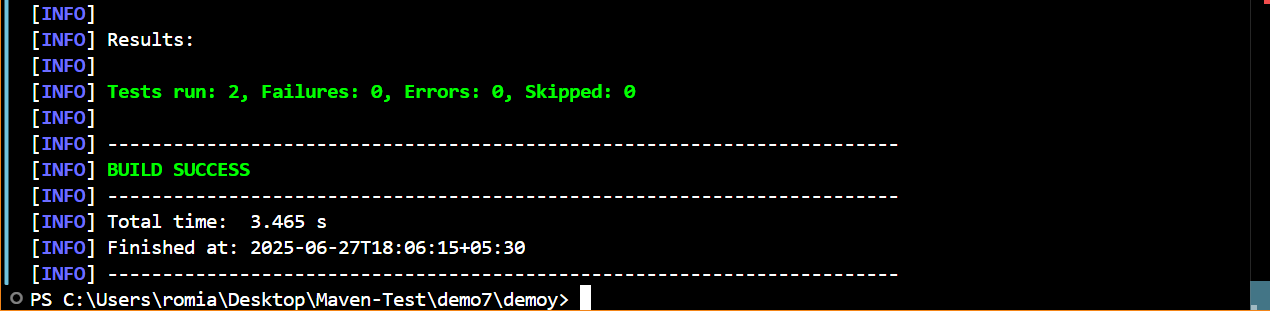 [INFO]
[INFO] Results:
[INFO]
[INFO] Tests run: 2, Failures: 0, Errors: 0, Skipped: 0
[INFO]
[INFO] ------------------------------------------------------------------------
[INFO] BUILD SUCCESS
[INFO] ------------------------------------------------------------------------
[INFO] Total time:  3.465 s
[INFO] Finished at: 2025-06-27T18:06:15+05:30
[INFO] ------------------------------------------------------------------------
PS C:\Users\romia\Desktop\Maven-Test\demo7\demoy>